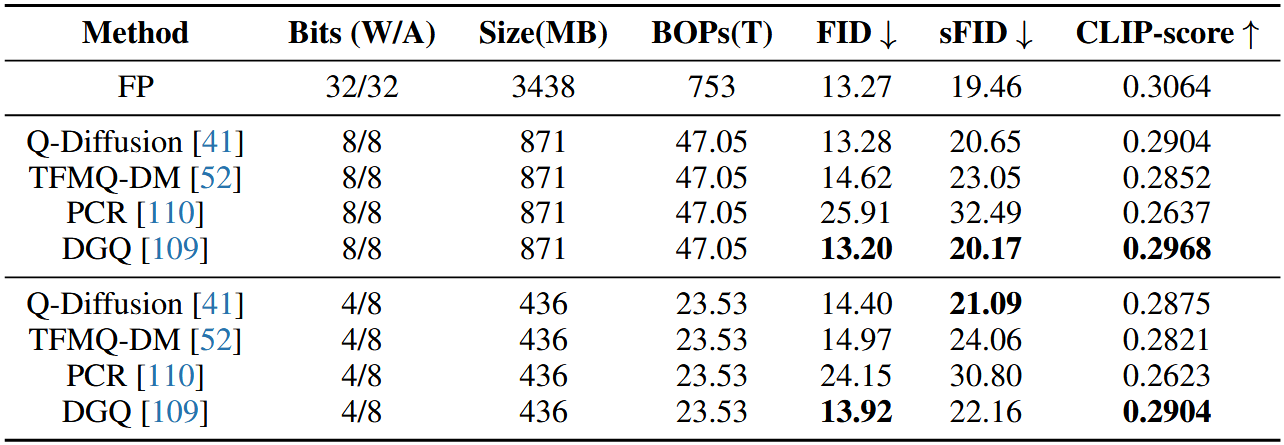 Method Bits (W/A) Size(MB) BOPs(T) FID ↓ sFID ↓ CLIP-score ↑
FP 32/32 3438 753 13.27 19.46 0.3064
Q-Diffusion [41] 8/8 871 47.05 13.28 20.65 0.2904
TFMQ-DM [52] 8/8 871 47.05 14.62 23.05 0.2852
PCR [110] 8/8 871 47.05 25.91 32.49 0.2637
DGQ [109] 8/8 871 47.05 13.20 20.17 0.2968
Q-Diffusion [41] 4/8 436 23.53 14.40 21.09 0.2875
TFMQ-DM [52] 4/8 436 23.53 14.97 24.06 0.2821
PCR [110] 4/8 436 23.53 24.15 30.80 0.2623
DGQ [109] 4/8 436 23.53 13.92 22.16 0.2904